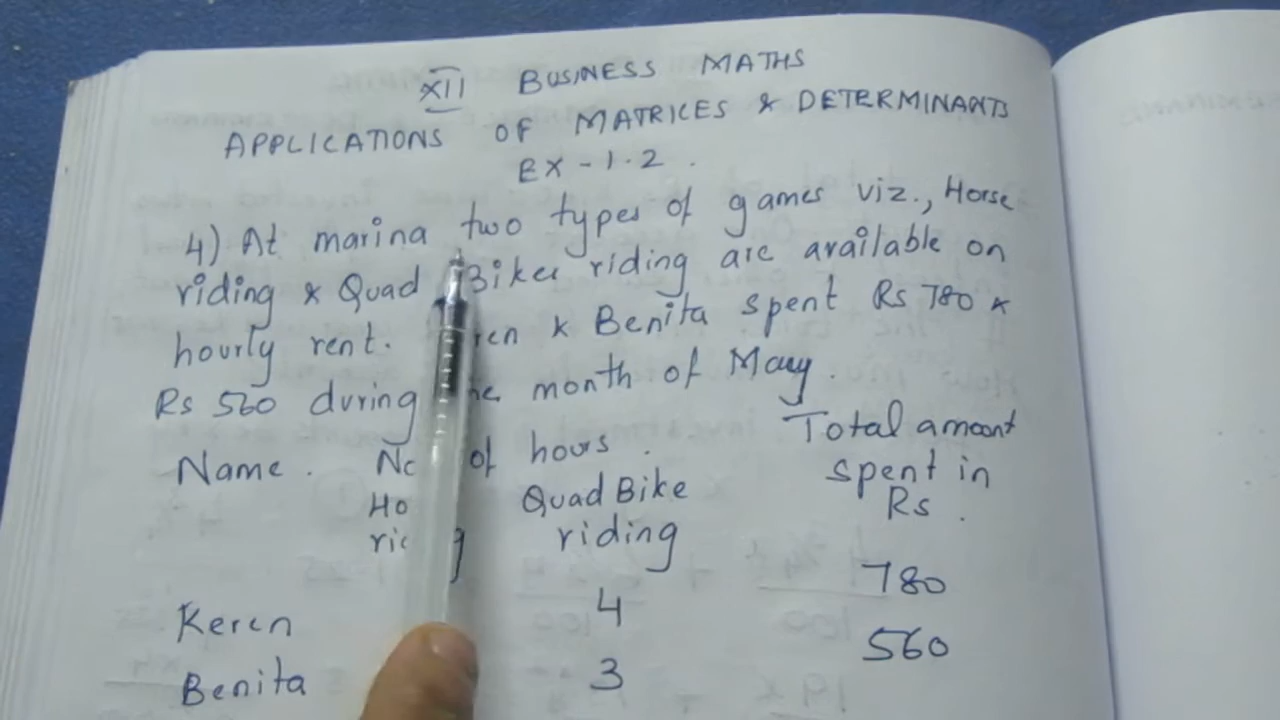 XII BUSINESS MATHS
APPLICATIONS OF MATRICES & DETERMINANTS
EX - 1.2 .
4) At marina two types of games viz., Horse
riding & Quad Bikes riding are available on
hourly rent. & Benita spent Rs 780 &
Rs 560 during month of May.
Name . of hours .
Total amount
spent in
Rs .
Quad Bike
riding
Keren 4 780
Benita 3 560